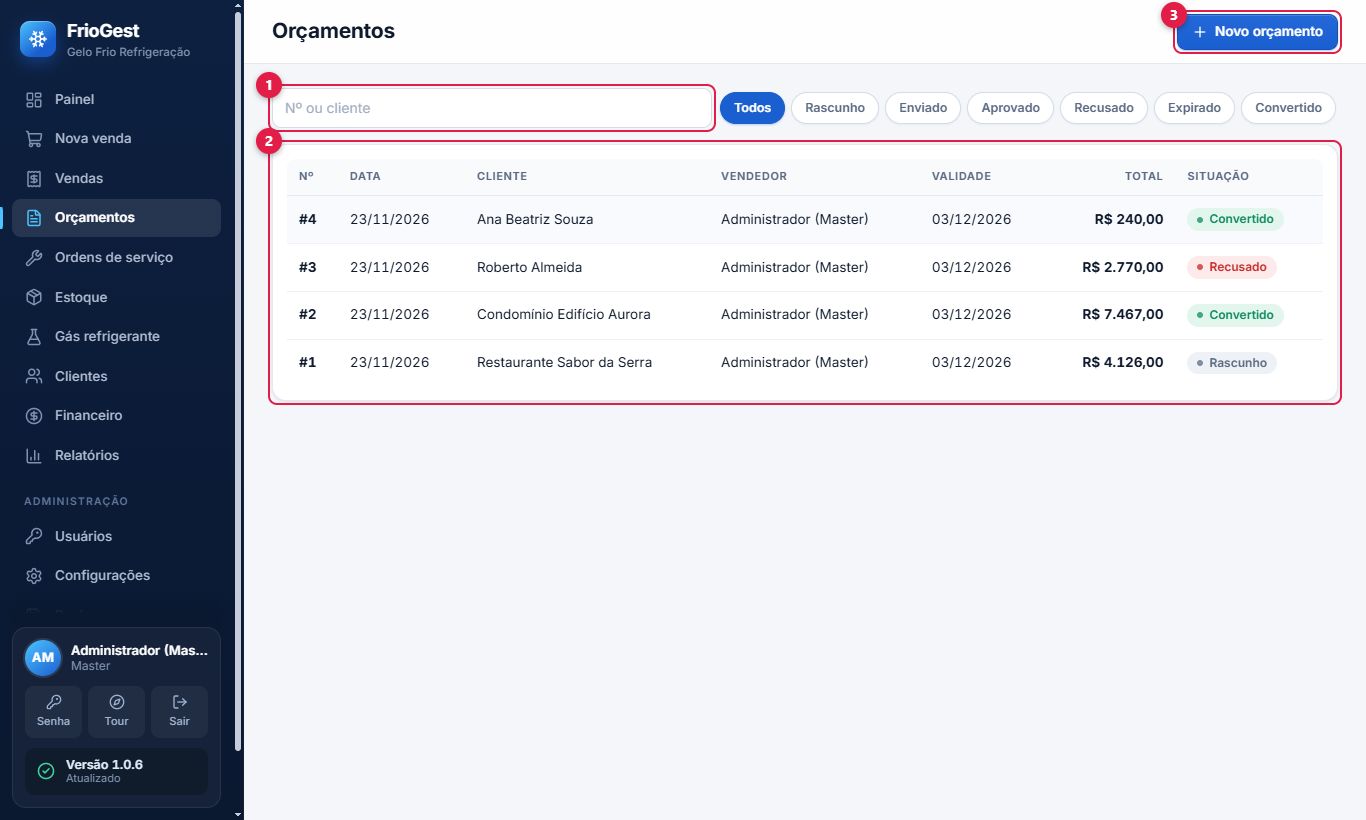 FrioGest
Gelo Frio Refrigeração
Painel
Nova venda
Vendas
Orçamentos
Ordens de serviço
Estoque
Gás refrigerante
Clientes
Financeiro
Relatórios
ADMINISTRAÇÃO
Usuários
Configurações
AM
Administrador (Mas...
Master
Senha Tour Sair
Versão 1.0.6
Atualizado
Orçamentos
3
+ Novo orçamento
1
Nº ou cliente
Todos Rascunho Enviado Aprovado Recusado Expirado Convertido
2
Nº DATA CLIENTE VENDEDOR VALIDADE TOTAL SITUAÇÃO
#4 23/11/2026 Ana Beatriz Souza Administrador (Master) 03/12/2026 R$ 240,00 Convertido
#3 23/11/2026 Roberto Almeida Administrador (Master) 03/12/2026 R$ 2.770,00 Recusado
#2 23/11/2026 Condomínio Edifício Aurora Administrador (Master) 03/12/2026 R$ 7.467,00 Convertido
#1 23/11/2026 Restaurante Sabor da Serra Administrador (Master) 03/12/2026 R$ 4.126,00 Rascunho